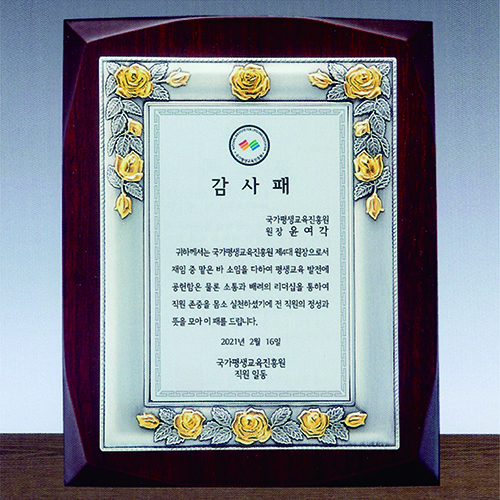 감 사 패
국가평생교육진흥원
원장 윤 여 각
귀하께서는 국가평생교육진흥원 제4대 원장으로서
재임 중 맡은 바 소임을 다하여 평생교육 발전에
공헌함은 물론 소통과 배려의 리더십을 통하여
직원 존중을 몸소 실천하셨기에 전 직원의 정성과
뜻을 모아 이 패를 드립니다.
2021년 2월 16일
국가평생교육진흥원
직원 일동